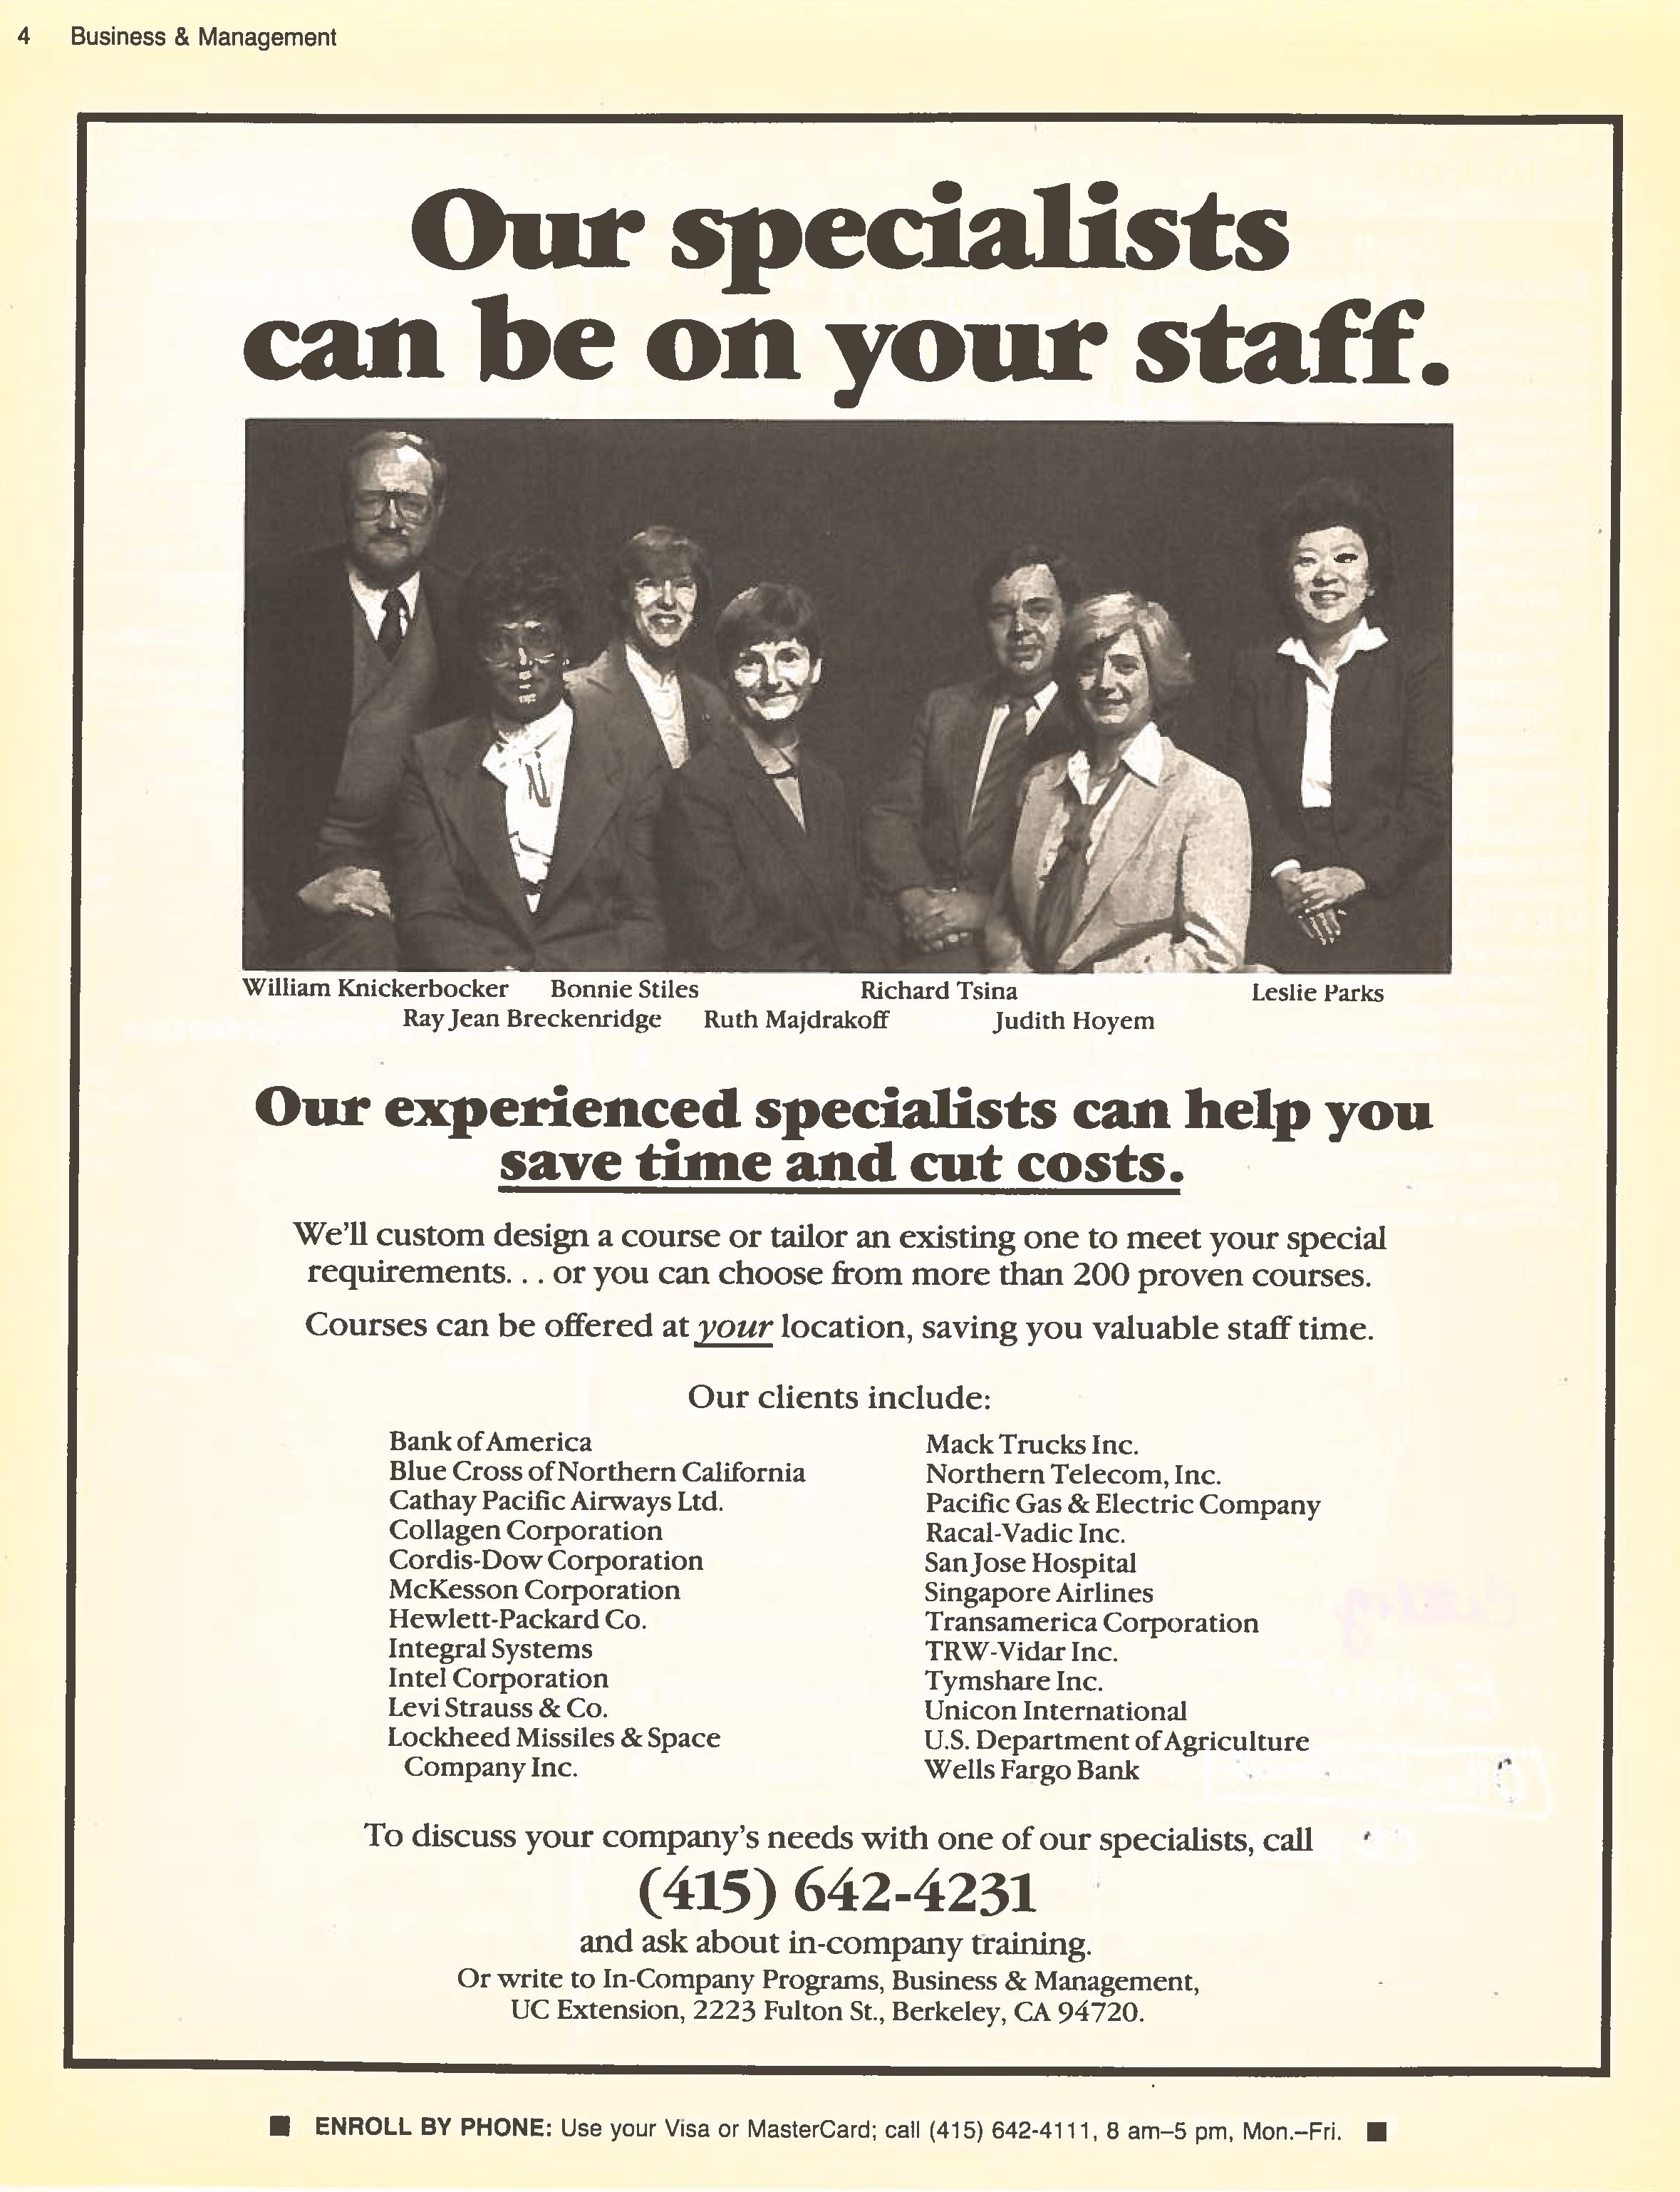 4 Business & Management
Our specialists
can be on your staff.
William Knickerbocker Bonnie Stiles Richard Tsina Leslie Parks
Ray Jean Breckenridge Ruth Majdrakoff Judith Hoyem
Our experienced specialists can help you
save time and cut costs.
We'll custom design a course or tailor an existing one to meet your special
requirements. . . or you can choose from more than 200 proven courses.
Courses can be offered at your location, saving you valuable staff time.
Our clients include:
Bank of America
Blue Cross of Northern California
Cathay Pacific Airways Ltd.
Collagen Corporation
Cordis-Dow Corporation
McKesson Corporation
Hewlett-Packard Co.
Integral Systems
Intel Corporation
Levi Strauss & Co.
Lockheed Missiles & Space
Company Inc.
Mack Trucks Inc.
Northern Telecom, Inc.
Pacific Gas & Electric Company
Racal-Vadic Inc.
San Jose Hospital
Singapore Airlines
Transamerica Corporation
TRW-Vidar Inc.
Tymshare Inc.
Unicon International
U.S. Department of Agriculture
Wells Fargo Bank
To discuss your company's needs with one of our specialists, call
(415) 642-4231
and ask about in-company training.
Or write to In-Company Programs, Business & Management,
UC Extension, 2223 Fulton St., Berkeley, CA 94720.
■ ENROLL BY PHONE: Use your Visa or MasterCard; call (415) 642-4111, 8 am–5 pm, Mon.–Fri. ■